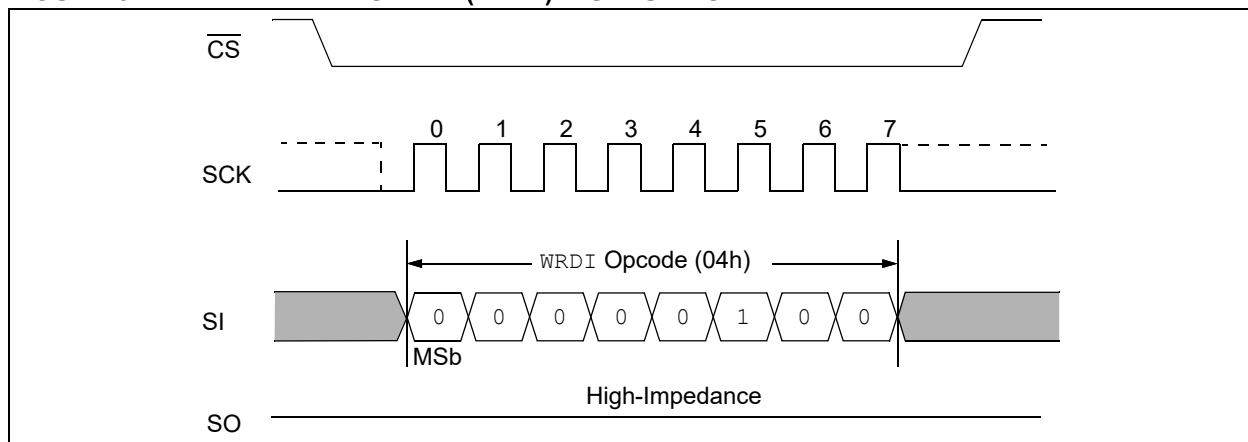 CS
0 1 2 3 4 5 6 7
SCK
WRDI Opcode (04h)
SI
0 0 0 0 0 1 0 0
MSb
High-Impedance
SO